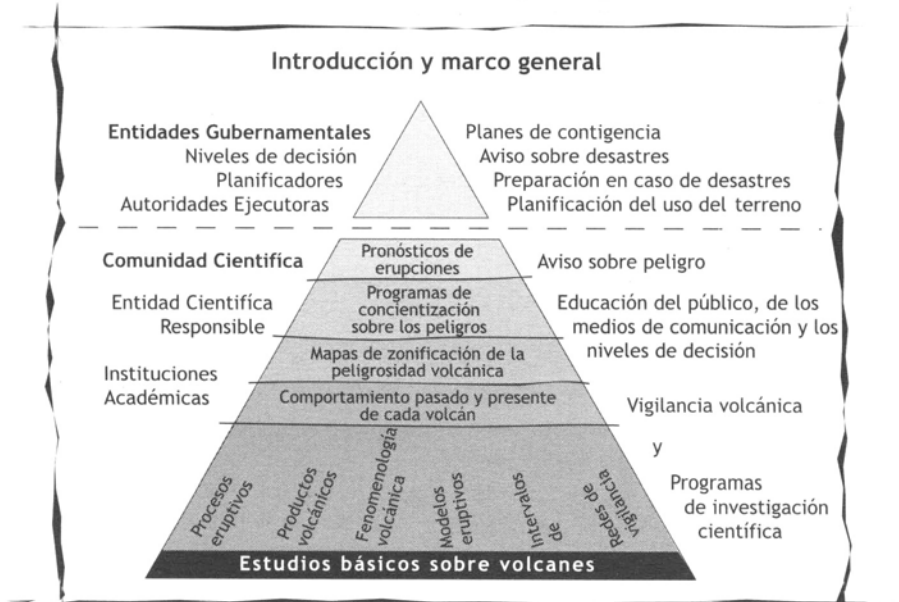 Introducción y marco general
Entidades Gubernamentales
Niveles de decisión
Planificadores
Autoridades Ejecutoras
Planes de contigencia
Aviso sobre desastres
Preparación en caso de desastres
Planificación del uso del terreno
Comunidad Científica
Pronósticos de
erupciones
Aviso sobre peligro
Entidad Científica
Responsible
Programas de
concientización
sobre los peligros
Educación del público, de los
medios de comunicación y los
niveles de decisión
Instituciones
Académicas
Mapas de zonificación de la
peligrosidad volcánica
Comportamiento pasado y presente
de cada volcán
Vigilancia volcánica
y
Programas
de investigación
científica
Procesos
eruptivos
Productos
volcánicos
Fenomenología
volcánica
Modelos
eruptivos
Intervalos
de
Redes de
vigilancia
Estudios básicos sobre volcanes